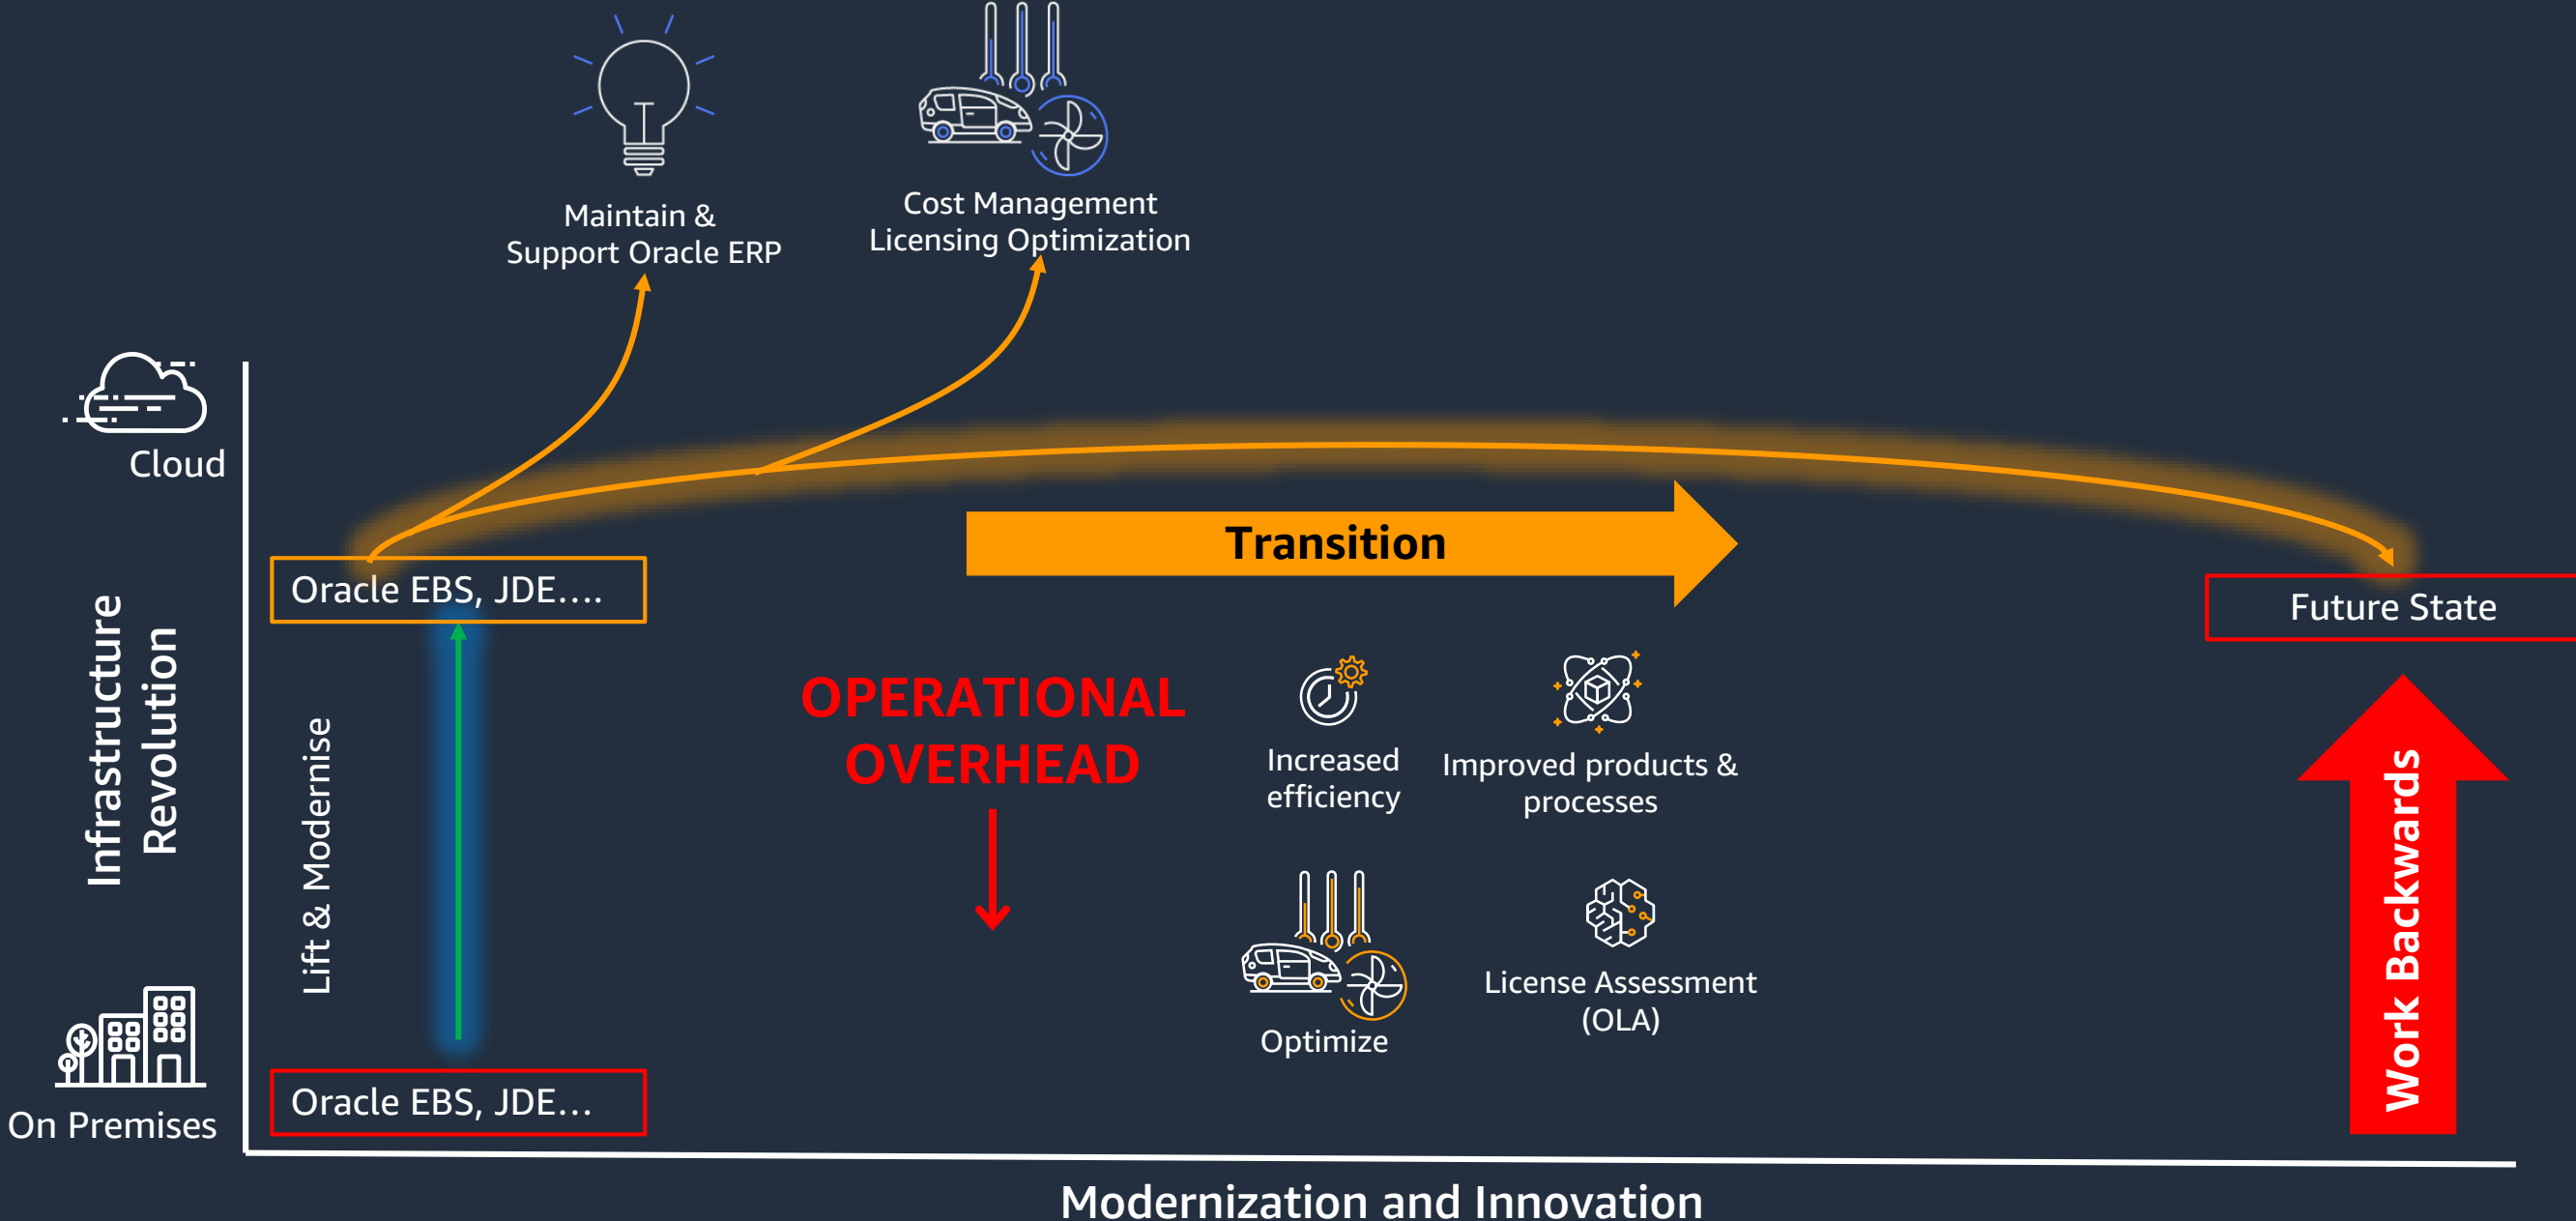 Maintain &
Support Oracle ERP
Cost Management
Licensing Optimization
Cloud
Transition
Oracle EBS, JDE....
Future State
Infrastructure
Revolution
Lift & Modernise
OPERATIONAL
OVERHEAD
Increased
efficiency
Improved products &
processes
Optimize
License Assessment
(OLA)
Work Backwards
On Premises
Oracle EBS, JDE...
Modernization and Innovation